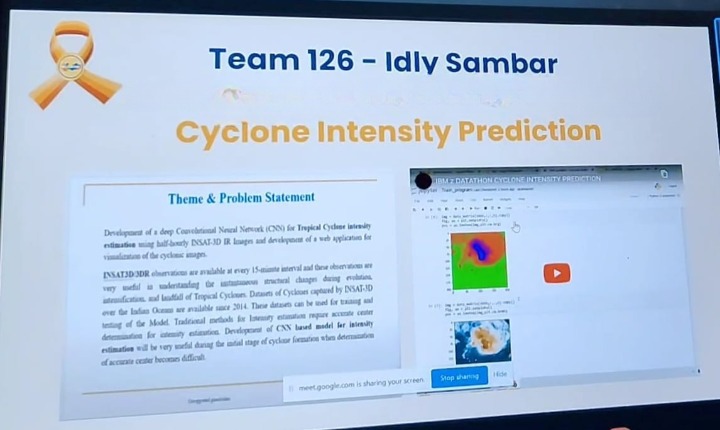 Team 126 - Idly Sambar
Cyclone Intensity Prediction
Theme & Problem Statement
Development of a deep Convolutional Neural Network (CNN) for Tropical Cyclone intensity
estimation using half-hourly INSAT-3D IR Images and development of a web application for
visualization of the cyclonic images.
INSAT3D/3DR observations are available at every 15-minute interval and these observations are
very useful in understanding the instantaneous structural changes during evolution,
intensification, and landfall of Tropical Cyclones. Datasets of Cyclones captured by INSAT-3D
over the Indian Ocean are available since 2014. These datasets can be used for training and
testing of the Model. Traditional methods for Intensity estimation require accurate center
determination for intensity estimation. Development of CNN based model for intensity
estimation will be very useful during the initial stage of cyclone formation when determination
of accurate center becomes difficult.
DATATHON CYCLONE INTENSITY PREDICTION
meet.google.com is sharing your screen.
Stop sharing
Hide